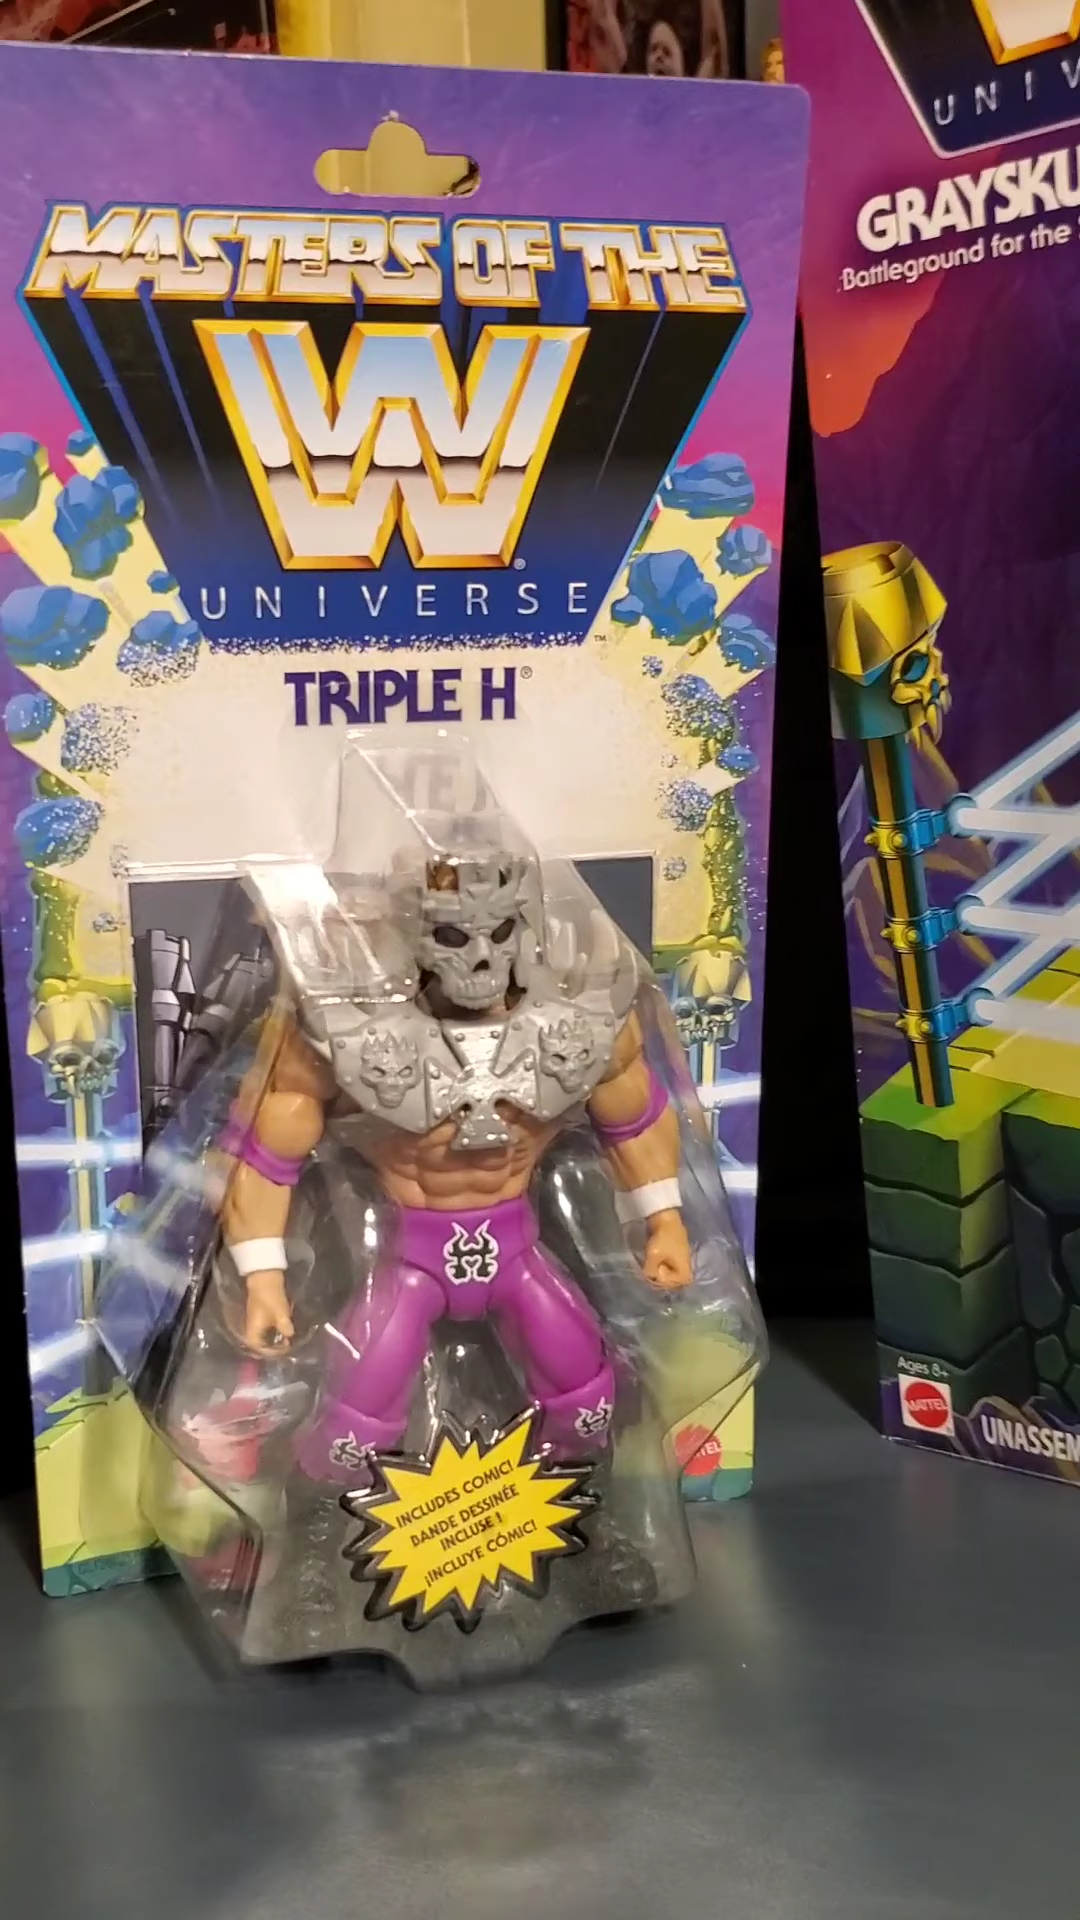 MASTERS OF THE
W®
UNIVERSE
™
TRIPLE H®
INCLUDES COMIC!
BANDE DESSINÉE
INCLUSE !
¡INCLUYE CÓMIC!
UNIV
GRAYSKU
Battleground for the
Ages 8+
MATTEL
UNASSEM